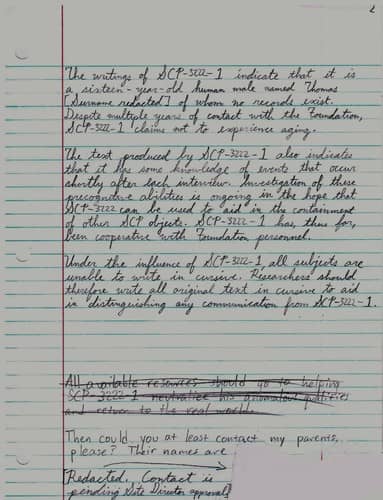 2
The writings of SCP-3222-1 indicate that it is
a sixteen-year-old human male named Thomas
[Surname redacted] of whom no records exist.
Despite multiple years of contact with the Foundation,
SCP-3222-1 claims not to experience aging.
The text produced by SCP-3222-1 also indicates
that it has some knowledge of events that occur
shortly after each interview. Investigation of these
precognitive abilities is ongoing in the hope that
SCP-3222 can be used to aid in the containment
of other SCP objects. SCP-3222-1 has, thus far,
been cooperative with Foundation personnel.
Under the influence of SCP-3222-1 all subjects are
unable to write in cursive. Researchers should
therefore write all original text in cursive to aid
in distinguishing any communication from SCP-3222-1.
All available resources should go to helping
SCP-3222-1 neutralize his anomalous qualities
and return to the real world.
Then could you at least contact my parents,
please? Their names are
[Redacted. Contact is
pending Site Director approval]